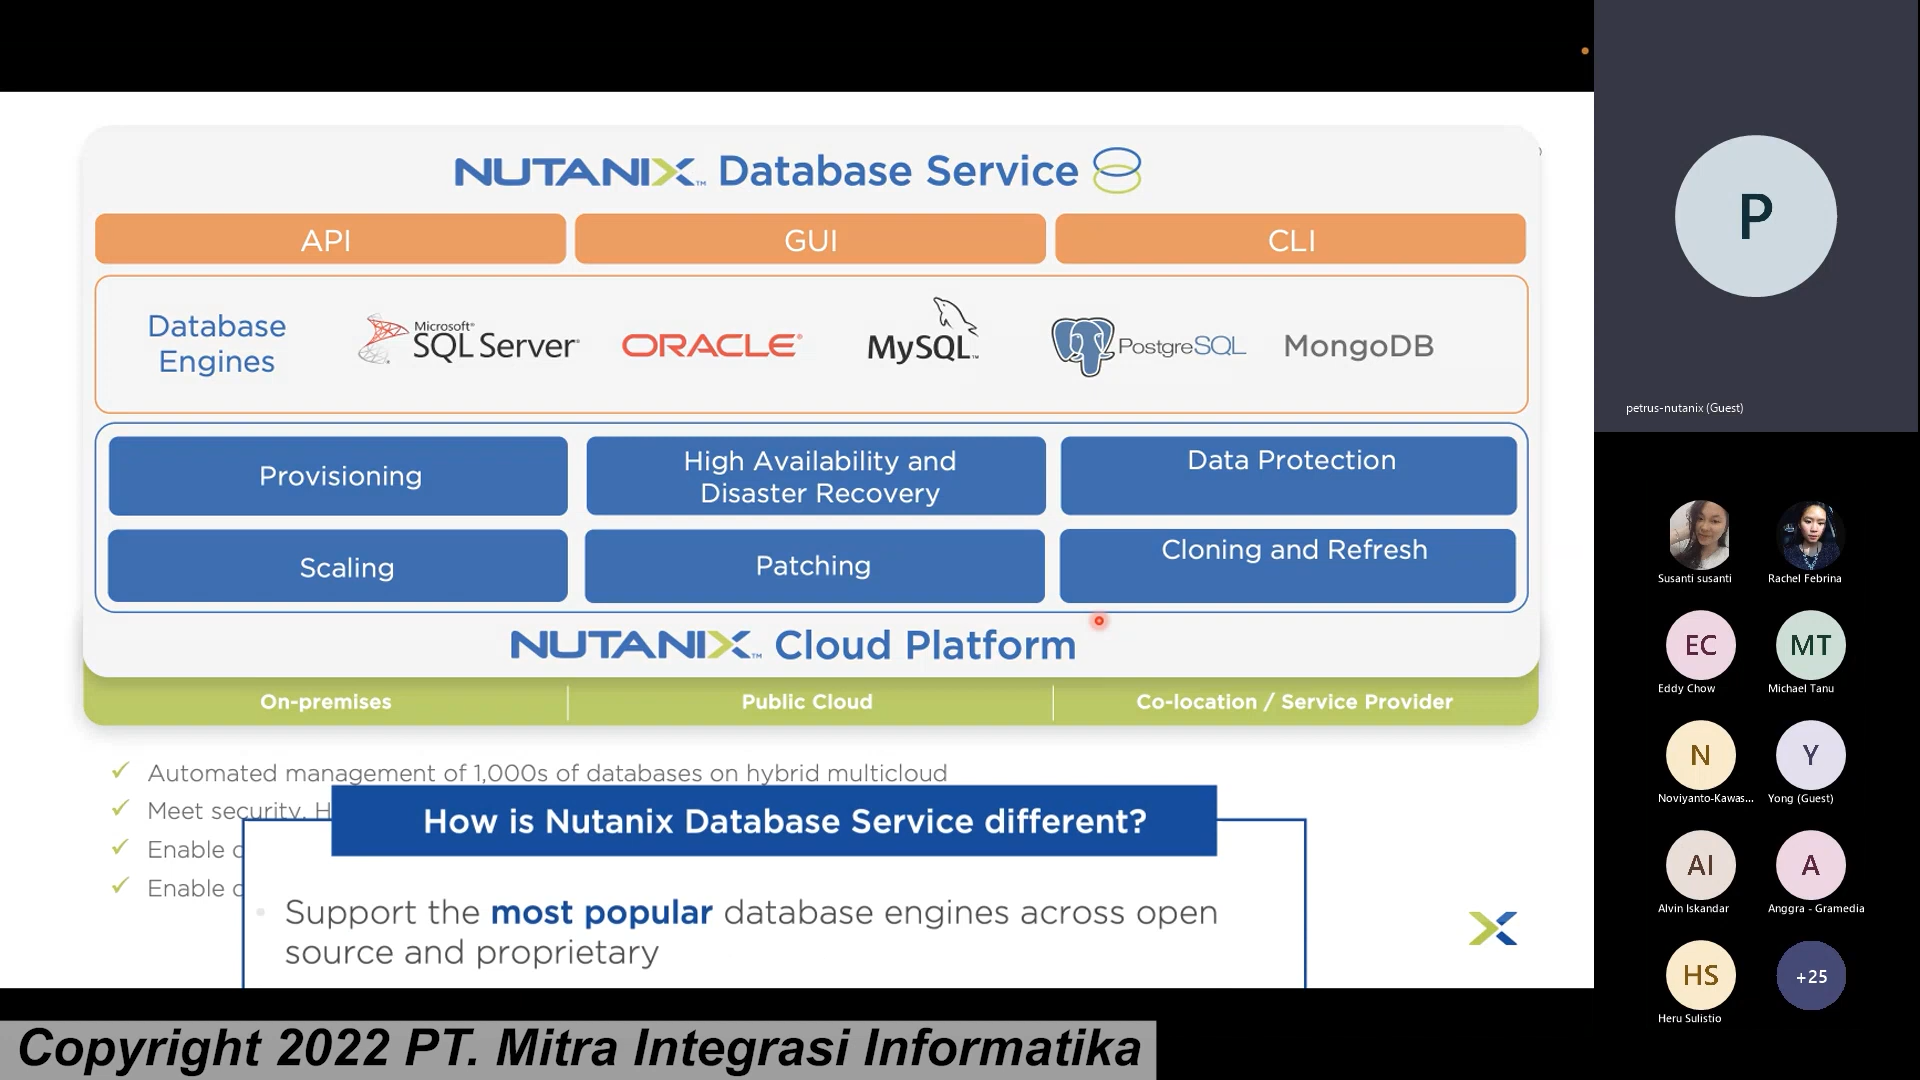 NUTANIX™ Database Service
API
GUI
CLI
Database
Engines
Microsoft®
SQL Server®
ORACLE®
MySQL™
PostgreSQL
MongoDB
Provisioning
High Availability and
Disaster Recovery
Data Protection
Scaling
Patching
Cloning and Refresh
NUTANIX™ Cloud Platform
On-premises
Public Cloud
Co-location / Service Provider
✓ Automated management of 1,000s of databases on hybrid multicloud
✓ Meet security, H
✓ Enable
✓ Enable
How is Nutanix Database Service different?
• Support the most popular database engines across open
source and proprietary
Copyright 2022 PT. Mitra Integrasi Informatika
P
petrus-nutanix (Guest)
Susanti susanti
Rachel Febrina
EC
MT
Eddy Chow
Michael Tanu
N
Y
Noviyanto-Kawas...
Yong (Guest)
AI
A
Alvin Iskandar
Anggra - Gramedia
HS
+25
Heru Sulistio